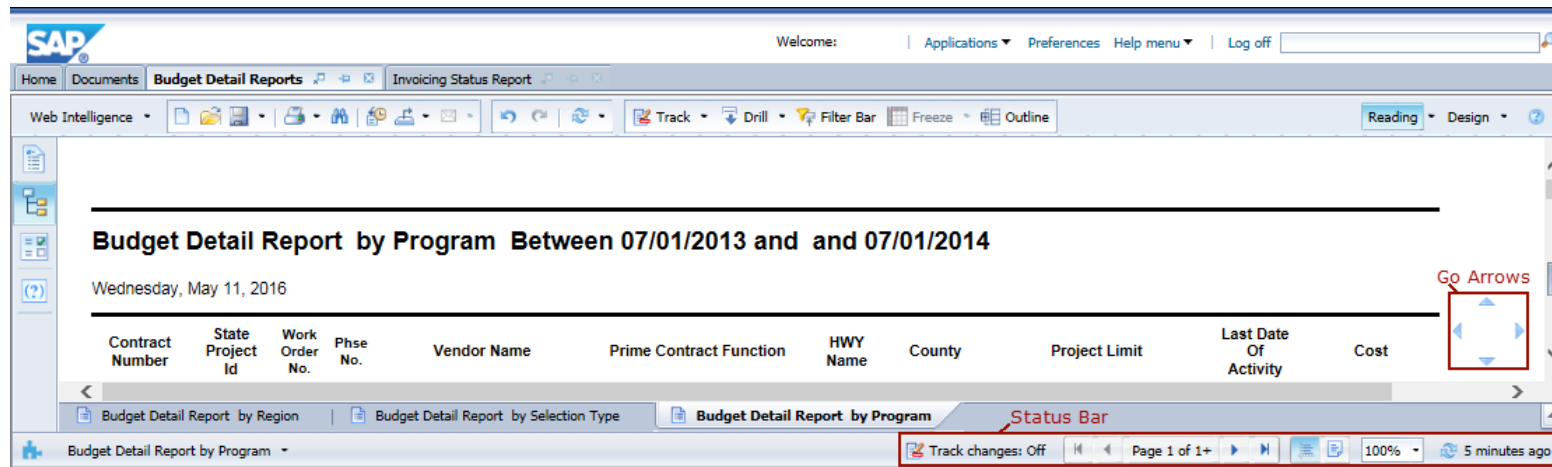 SAP
Welcome: | Applications Preferences Help menu | Log off
Home Documents Budget Detail Reports Invoicing Status Report
Web Intelligence Track Drill Filter Bar Freeze Outline Reading Design ?
(?)
Budget Detail Report by Program Between 07/01/2013 and and 07/01/2014
Wednesday, May 11, 2016
Go Arrows
Contract Number State Project Id Work Order No. Phse No. Vendor Name Prime Contract Function HWY Name County Project Limit Last Date Of Activity Cost
Budget Detail Report by Region | Budget Detail Report by Selection Type Budget Detail Report by Program
Status Bar
Budget Detail Report by Program Track changes: Off Page 1 of 1+ 100% 5 minutes ago